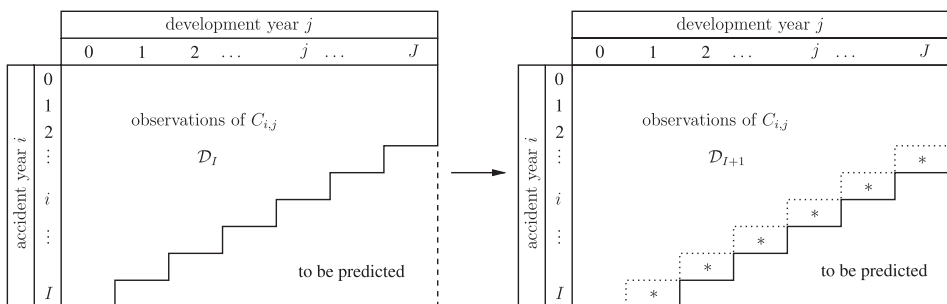 development year j
0 1 2 ... j ... J
accident year i
0
1
2
⋮
i
⋮
I
observations of C_{i,j}
𝒟_I
to be predicted
development year j
0 1 2 ... j ... J
accident year i
0
1
2
⋮
i
⋮
I
observations of C_{i,j}
𝒟_{I+1}
*
*
*
*
*
*
to be predicted